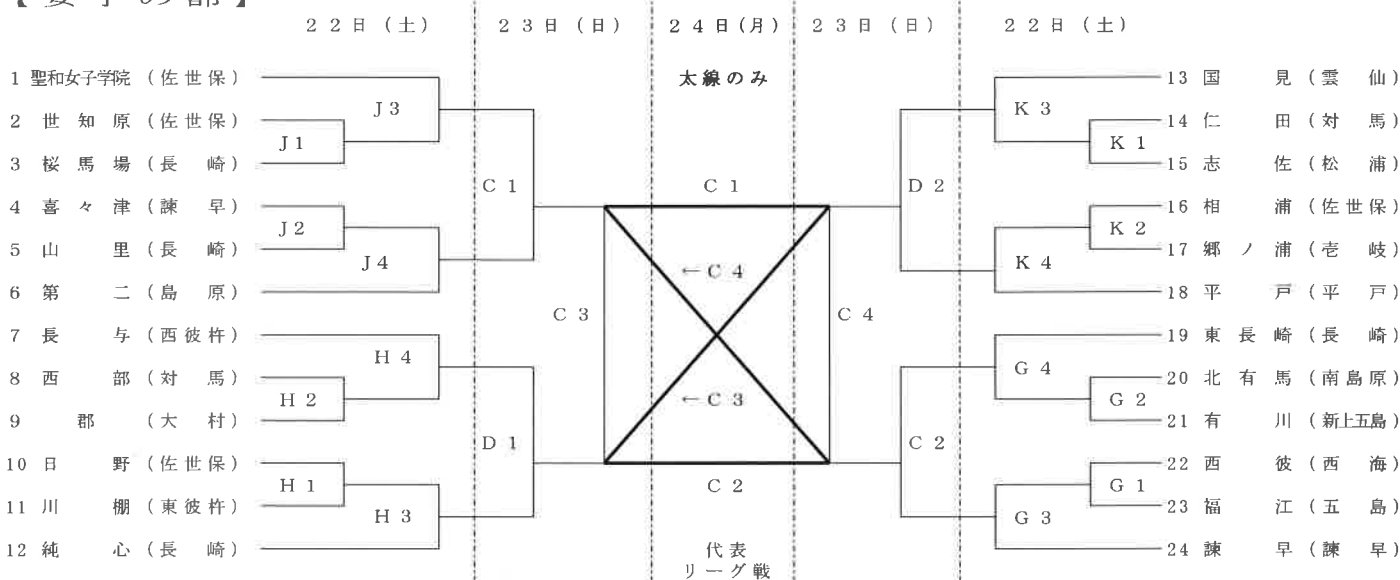 【女子の部】
22日(土) 23日(日) 24日(月) 23日(日) 22日(土)
太線のみ
1 聖和女子学院 (佐世保)
2 世知原 (佐世保)
3 桜馬場 (長崎)
4 喜々津 (諫早)
5 山里 (長崎)
6 第二 (島原)
7 長与 (西彼杵)
8 西部 (対馬)
9 郡 (大村)
10 日野 (佐世保)
11 川棚 (東彼杵)
12 純心 (長崎)
J3
J1
J2
J4
H4
H2
H1
H3
C1
D1
C3
C1
←C4
←C3
C2
代表
リーグ戦
C4
D2
C2
K3
K1
K2
K4
G4
G2
G1
G3
13 国見 (雲仙)
14 仁田 (対馬)
15 志佐 (松浦)
16 相浦 (佐世保)
17 郷ノ浦 (壱岐)
18 平戸 (平戸)
19 東長崎 (長崎)
20 北有馬 (南島原)
21 有川 (新上五島)
22 西彼 (西海)
23 福江 (五島)
24 諫早 (諫早)